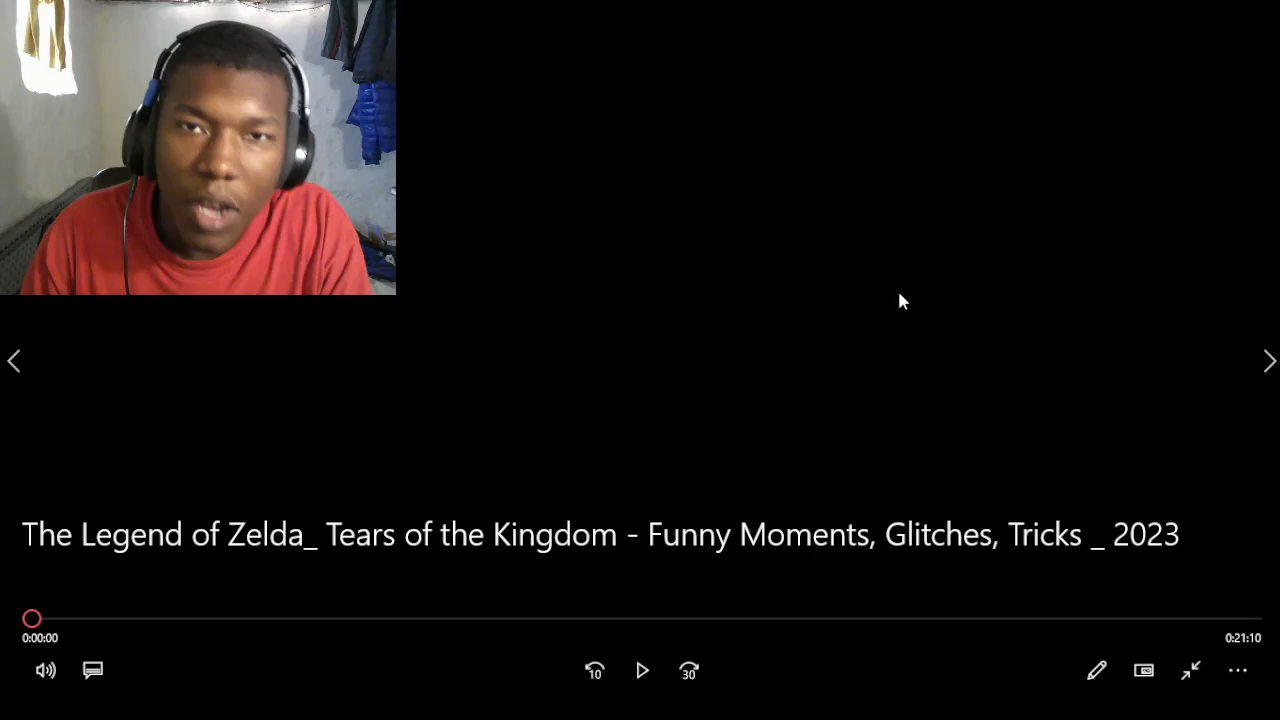 The Legend of Zelda_ Tears of the Kingdom - Funny Moments, Glitches, Tricks _ 2023
0:00:00
0:21:10
10
30